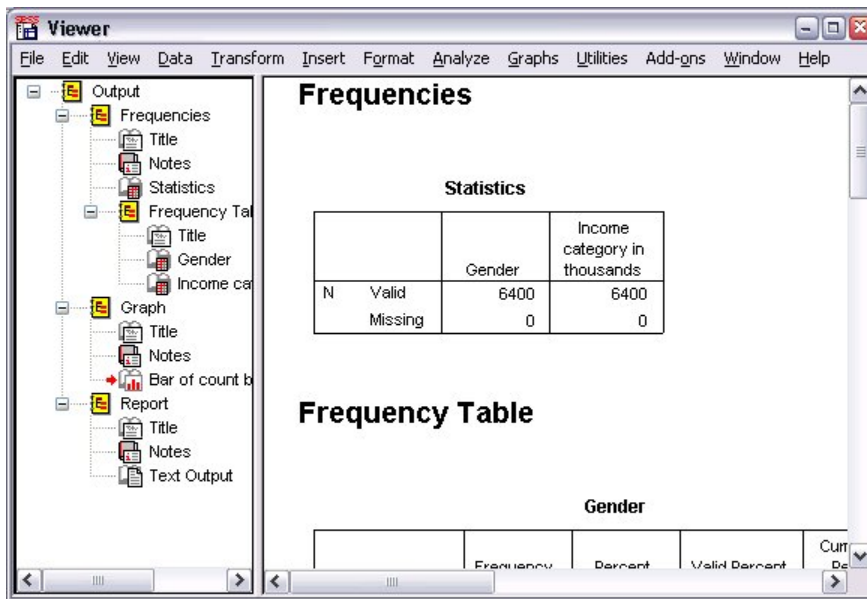 Viewer
File Edit View Data Transform Insert Format Analyze Graphs Utilities Add-ons Window Help
Output
Frequencies
Title
Notes
Statistics
Frequency Tal
Title
Gender
Income ca
Graph
Title
Notes
Bar of count b
Report
Title
Notes
Text Output
Frequencies
Statistics
Gender Income category in thousands
N Valid 6400 6400
Missing 0 0
Frequency Table
Gender
Frequency Percent Valid Percent